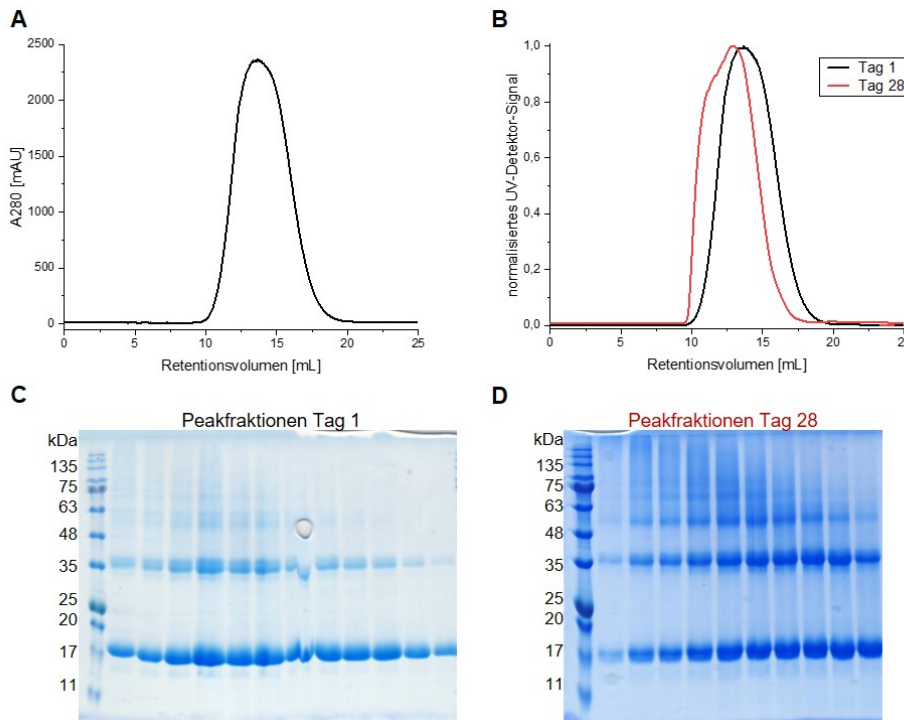 A
A280 [mAU]
2500
2000
1500
1000
500
0
0 5 10 15 20 25
Retentionsvolumen [mL]
B
normalisiertes UV-Detektor-Signal
1,0
0,8
0,6
0,4
0,2
0,0
0 5 10 15 20 25
Retentionsvolumen [mL]
Tag 1
Tag 28
C
Peakfraktionen Tag 1
kDa
135
75
63
48
35
25
20
17
11
D
Peakfraktionen Tag 28
kDa
135
75
63
48
35
25
20
17
11